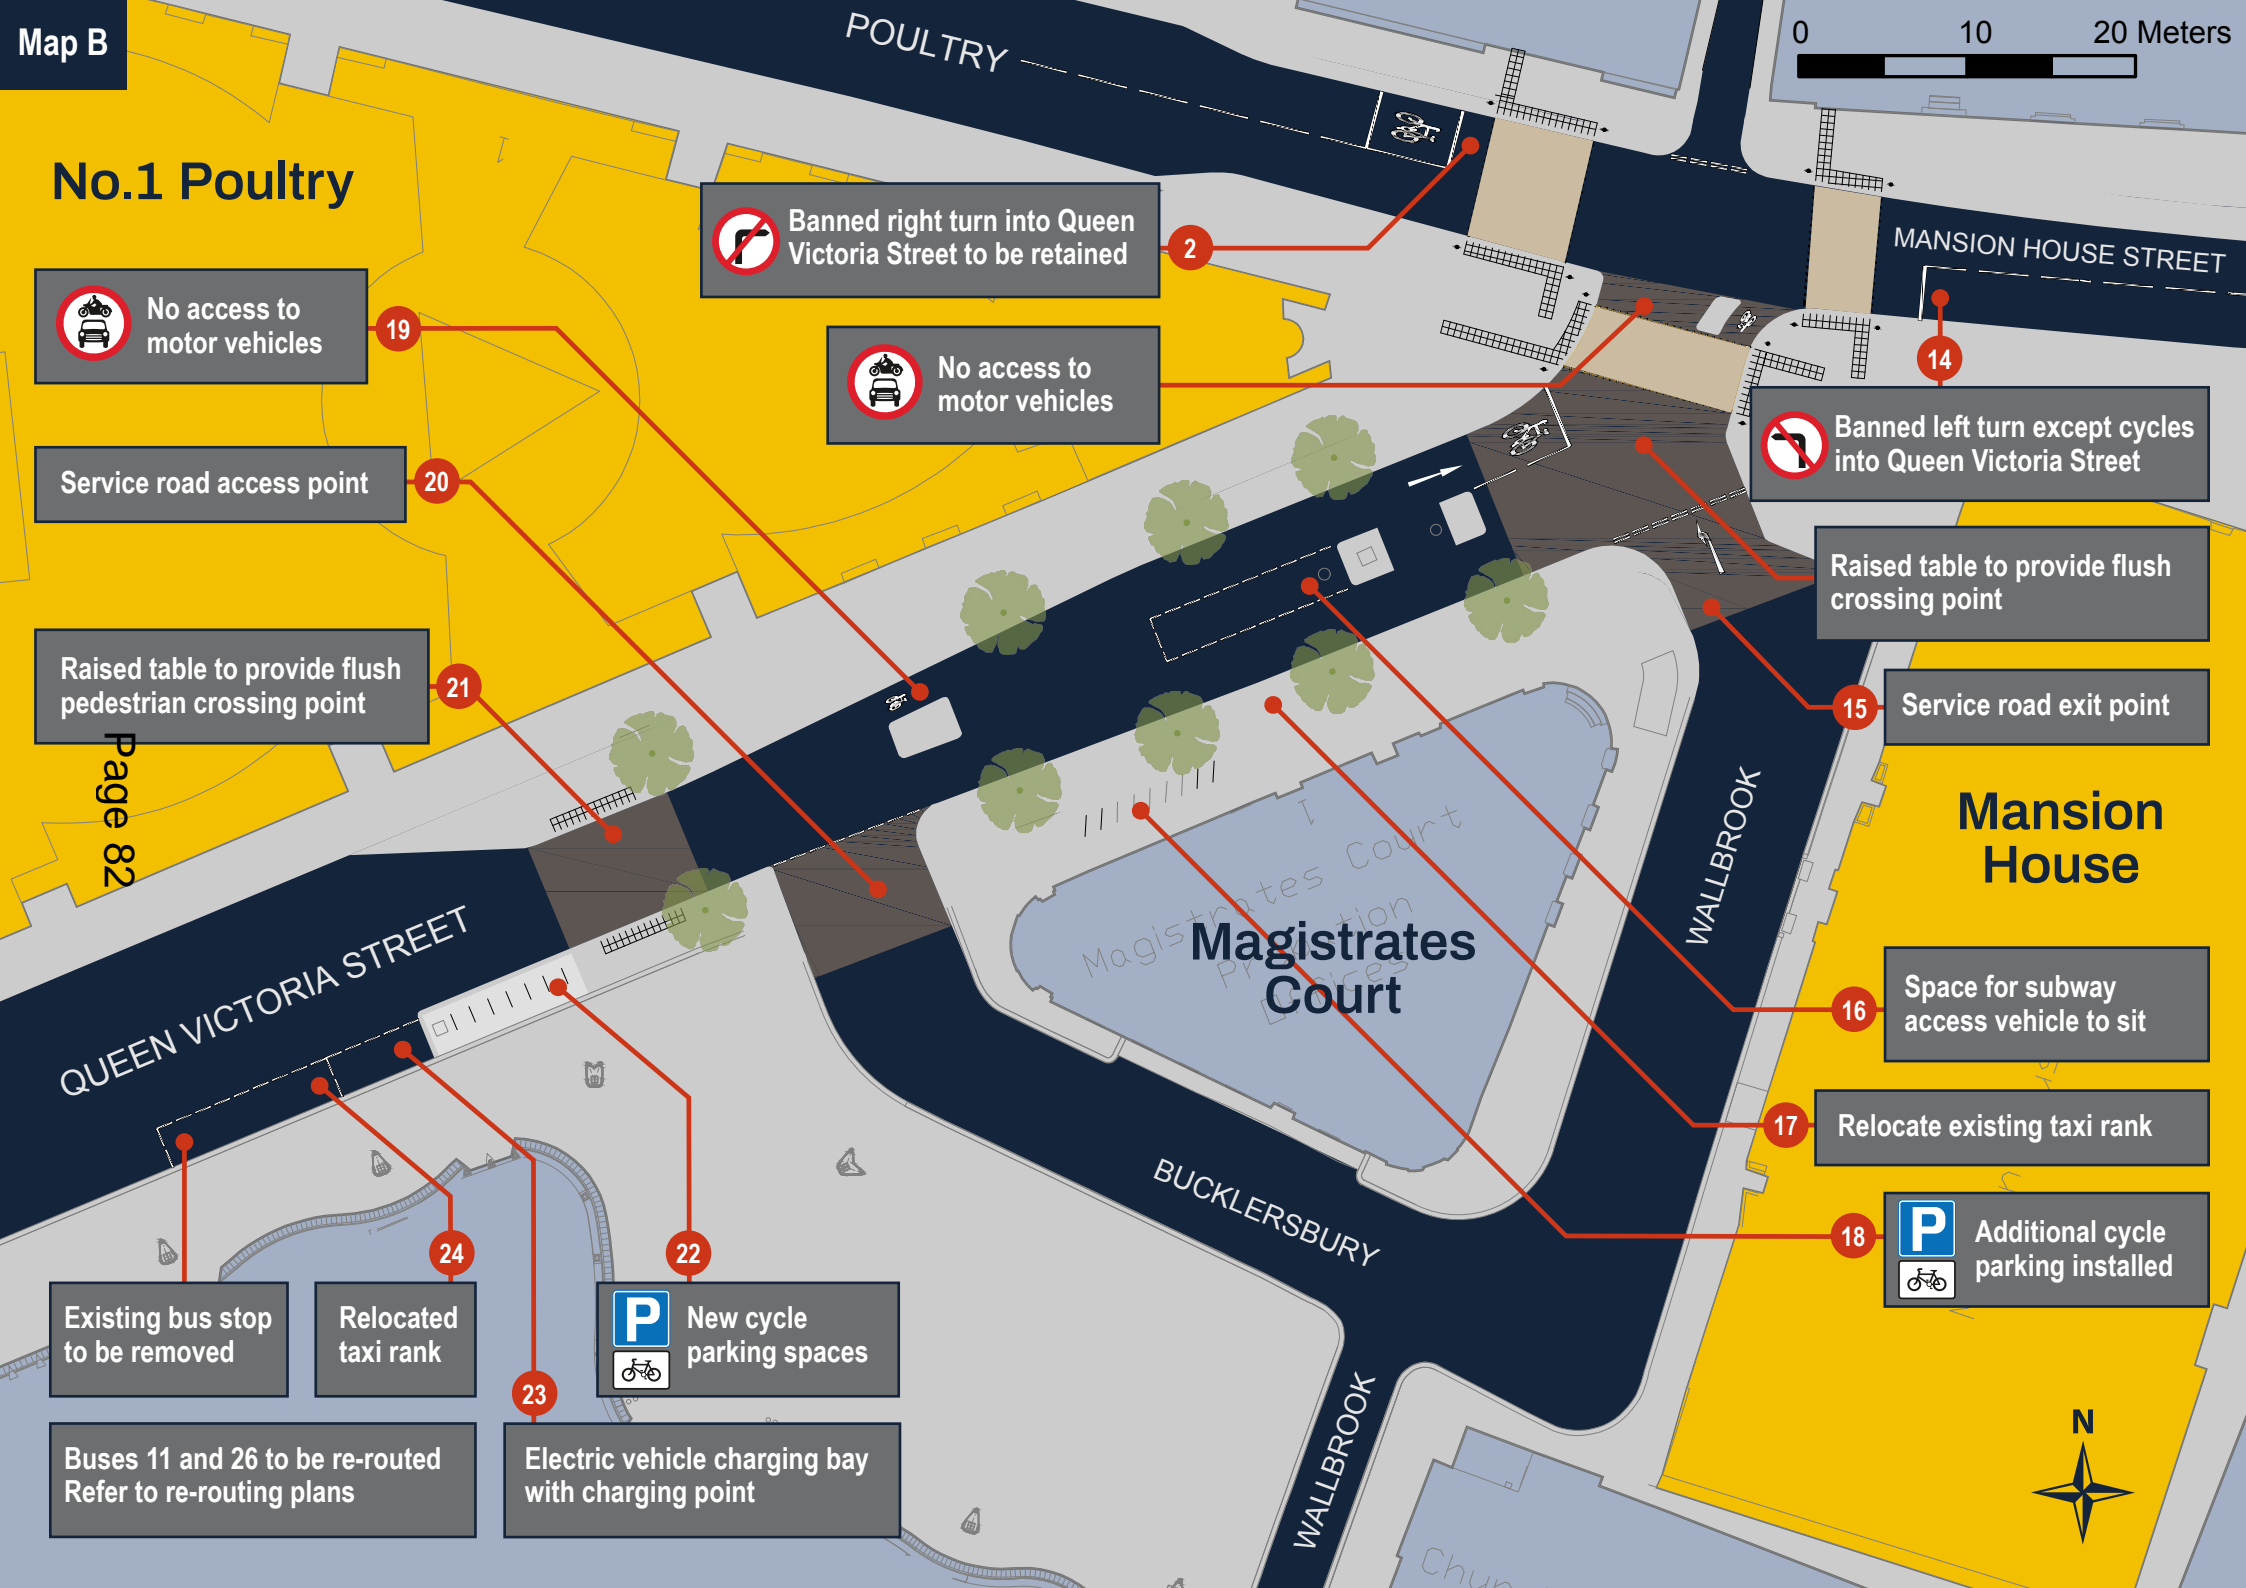 Map B
POULTRY
0 10 20 Meters
No.1 Poultry
Banned right turn into Queen
Victoria Street to be retained
2
MANSION HOUSE STREET
No access to
motor vehicles
19
No access to
motor vehicles
14
Banned left turn except cycles
into Queen Victoria Street
Service road access point
20
Raised table to provide flush
crossing point
Raised table to provide flush
pedestrian crossing point
21
15
Service road exit point
Page 82
WALLBROOK
Mansion
House
Magistrates Court
Magistrates
Court
QUEEN VICTORIA STREET
16
Space for subway
access vehicle to sit
17
Relocate existing taxi rank
BUCKLERSBURY
18
P
Additional cycle
parking installed
24
22
Existing bus stop
to be removed
Relocated
taxi rank
P
New cycle
parking spaces
23
WALLBROOK
N
Buses 11 and 26 to be re-routed
Refer to re-routing plans
Electric vehicle charging bay
with charging point